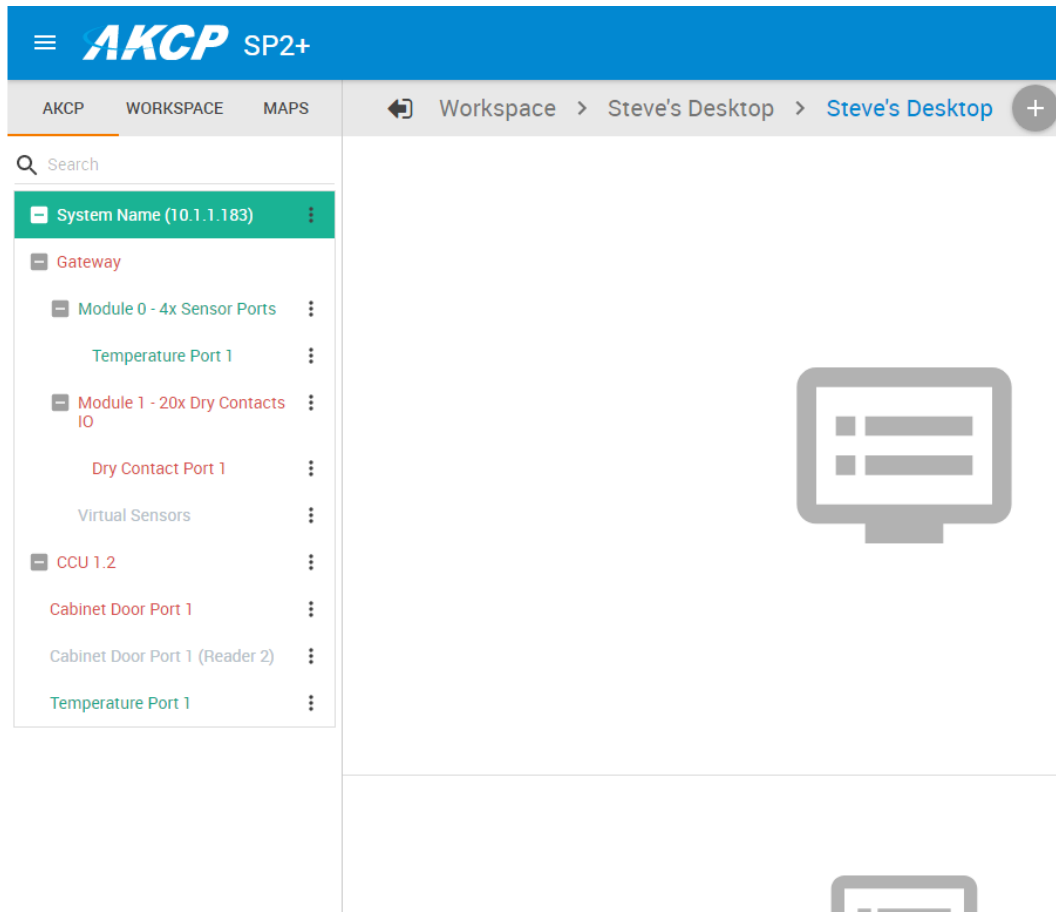 AKCP SP2+
AKCP WORKSPACE MAPS
Workspace > Steve's Desktop > Steve's Desktop
Search
System Name (10.1.1.183)
Gateway
Module 0 - 4x Sensor Ports
Temperature Port 1
Module 1 - 20x Dry Contacts
IO
Dry Contact Port 1
Virtual Sensors
CCU 1.2
Cabinet Door Port 1
Cabinet Door Port 1 (Reader 2)
Temperature Port 1